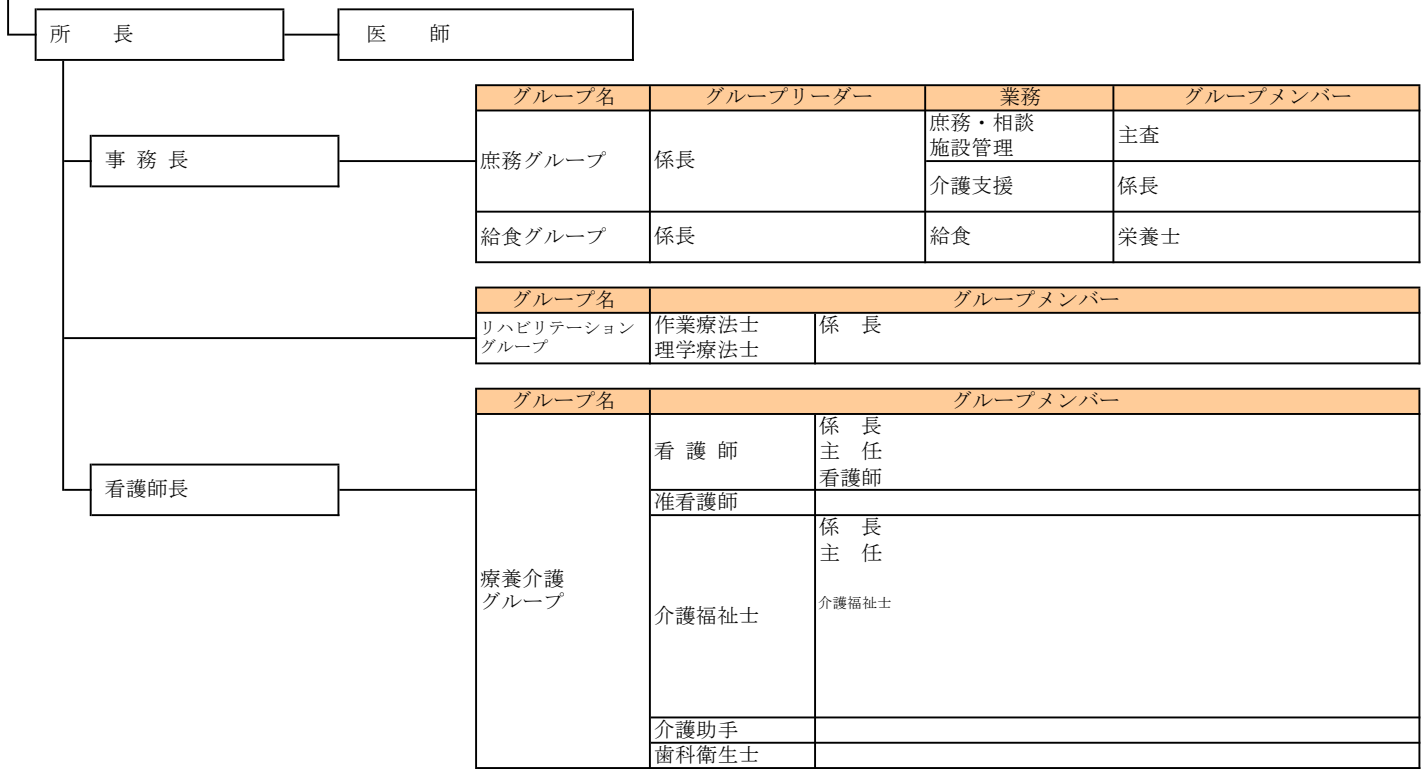 所　長
医　師
グループ名 グループリーダー 業務 グループメンバー
事 務 長
庶務グループ 係長
庶務・相談
施設管理
主査
介護支援 係長
給食グループ 係長 給食 栄養士
グループ名 グループメンバー
リハビリテーション
グループ
作業療法士
理学療法士
係　長
グループ名 グループメンバー
看護師長
療養介護
グループ
看 護 師
係　長
主　任
看護師
准看護師
介護福祉士
係　長
主　任
介護福祉士
介護助手
歯科衛生士